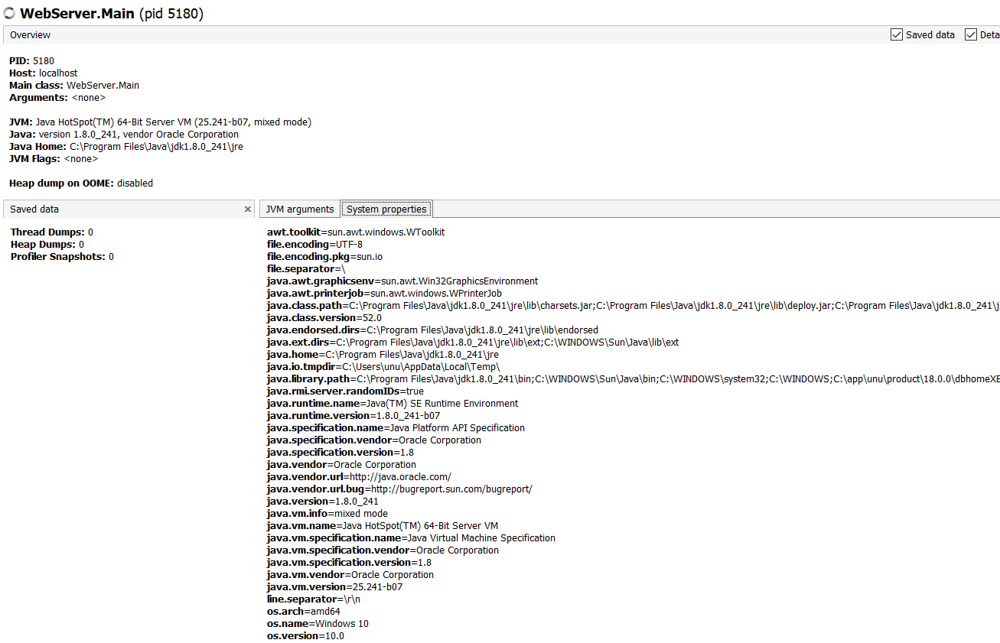 WebServer.Main (pid 5180)
Overview
Saved data
Deta
PID: 5180
Host: localhost
Main class: WebServer.Main
Arguments: <none>
JVM: Java HotSpot(TM) 64-Bit Server VM (25.241-b07, mixed mode)
Java: version 1.8.0_241, vendor Oracle Corporation
Java Home: C:\Program Files\Java\jdk1.8.0_241\jre
JVM Flags: <none>
Heap dump on OOME: disabled
Saved data
Thread Dumps: 0
Heap Dumps: 0
Profiler Snapshots: 0
JVM arguments
System properties
awt.toolkit=sun.awt.windows.WToolkit
file.encoding=UTF-8
file.encoding.pkg=sun.io
file.separator=\
java.awt.graphicsenv=sun.awt.Win32GraphicsEnvironment
java.awt.printerjob=sun.awt.windows.WPrinterJob
java.class.path=C:\Program Files\Java\jdk1.8.0_241\jre\lib\charsets.jar;C:\Program Files\Java\jdk1.8.0_241\jre\lib\deploy.jar;C:\Program Files\Java\jdk1.8.0_241\j
java.class.version=52.0
java.endorsed.dirs=C:\Program Files\Java\jdk1.8.0_241\jre\lib\endorsed
java.ext.dirs=C:\Program Files\Java\jdk1.8.0_241\jre\lib\ext;C:\WINDOWS\Sun\Java\lib\ext
java.home=C:\Program Files\Java\jdk1.8.0_241\jre
java.io.tmpdir=C:\Users\unu\AppData\Local\Temp\
java.library.path=C:\Program Files\Java\jdk1.8.0_241\bin;C:\WINDOWS\Sun\Java\bin;C:\WINDOWS\system32;C:\WINDOWS;C:\app\unu\product\18.0.0\dbhomeXE
java.rmi.server.randomIDs=true
java.runtime.name=Java(TM) SE Runtime Environment
java.runtime.version=1.8.0_241-b07
java.specification.name=Java Platform API Specification
java.specification.vendor=Oracle Corporation
java.specification.version=1.8
java.vendor=Oracle Corporation
java.vendor.url=http://java.oracle.com/
java.vendor.url.bug=http://bugreport.sun.com/bugreport/
java.version=1.8.0_241
java.vm.info=mixed mode
java.vm.name=Java HotSpot(TM) 64-Bit Server VM
java.vm.specification.name=Java Virtual Machine Specification
java.vm.specification.vendor=Oracle Corporation
java.vm.specification.version=1.8
java.vm.vendor=Oracle Corporation
java.vm.version=25.241-b07
line.separator=\r\n
os.arch=amd64
os.name=Windows 10
os.version=10.0